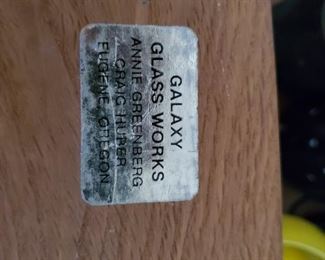 GALAXY
GLASS WORKS
ANNIE GREENBERG
CRAIG HUBER
EUGENE, OREGON